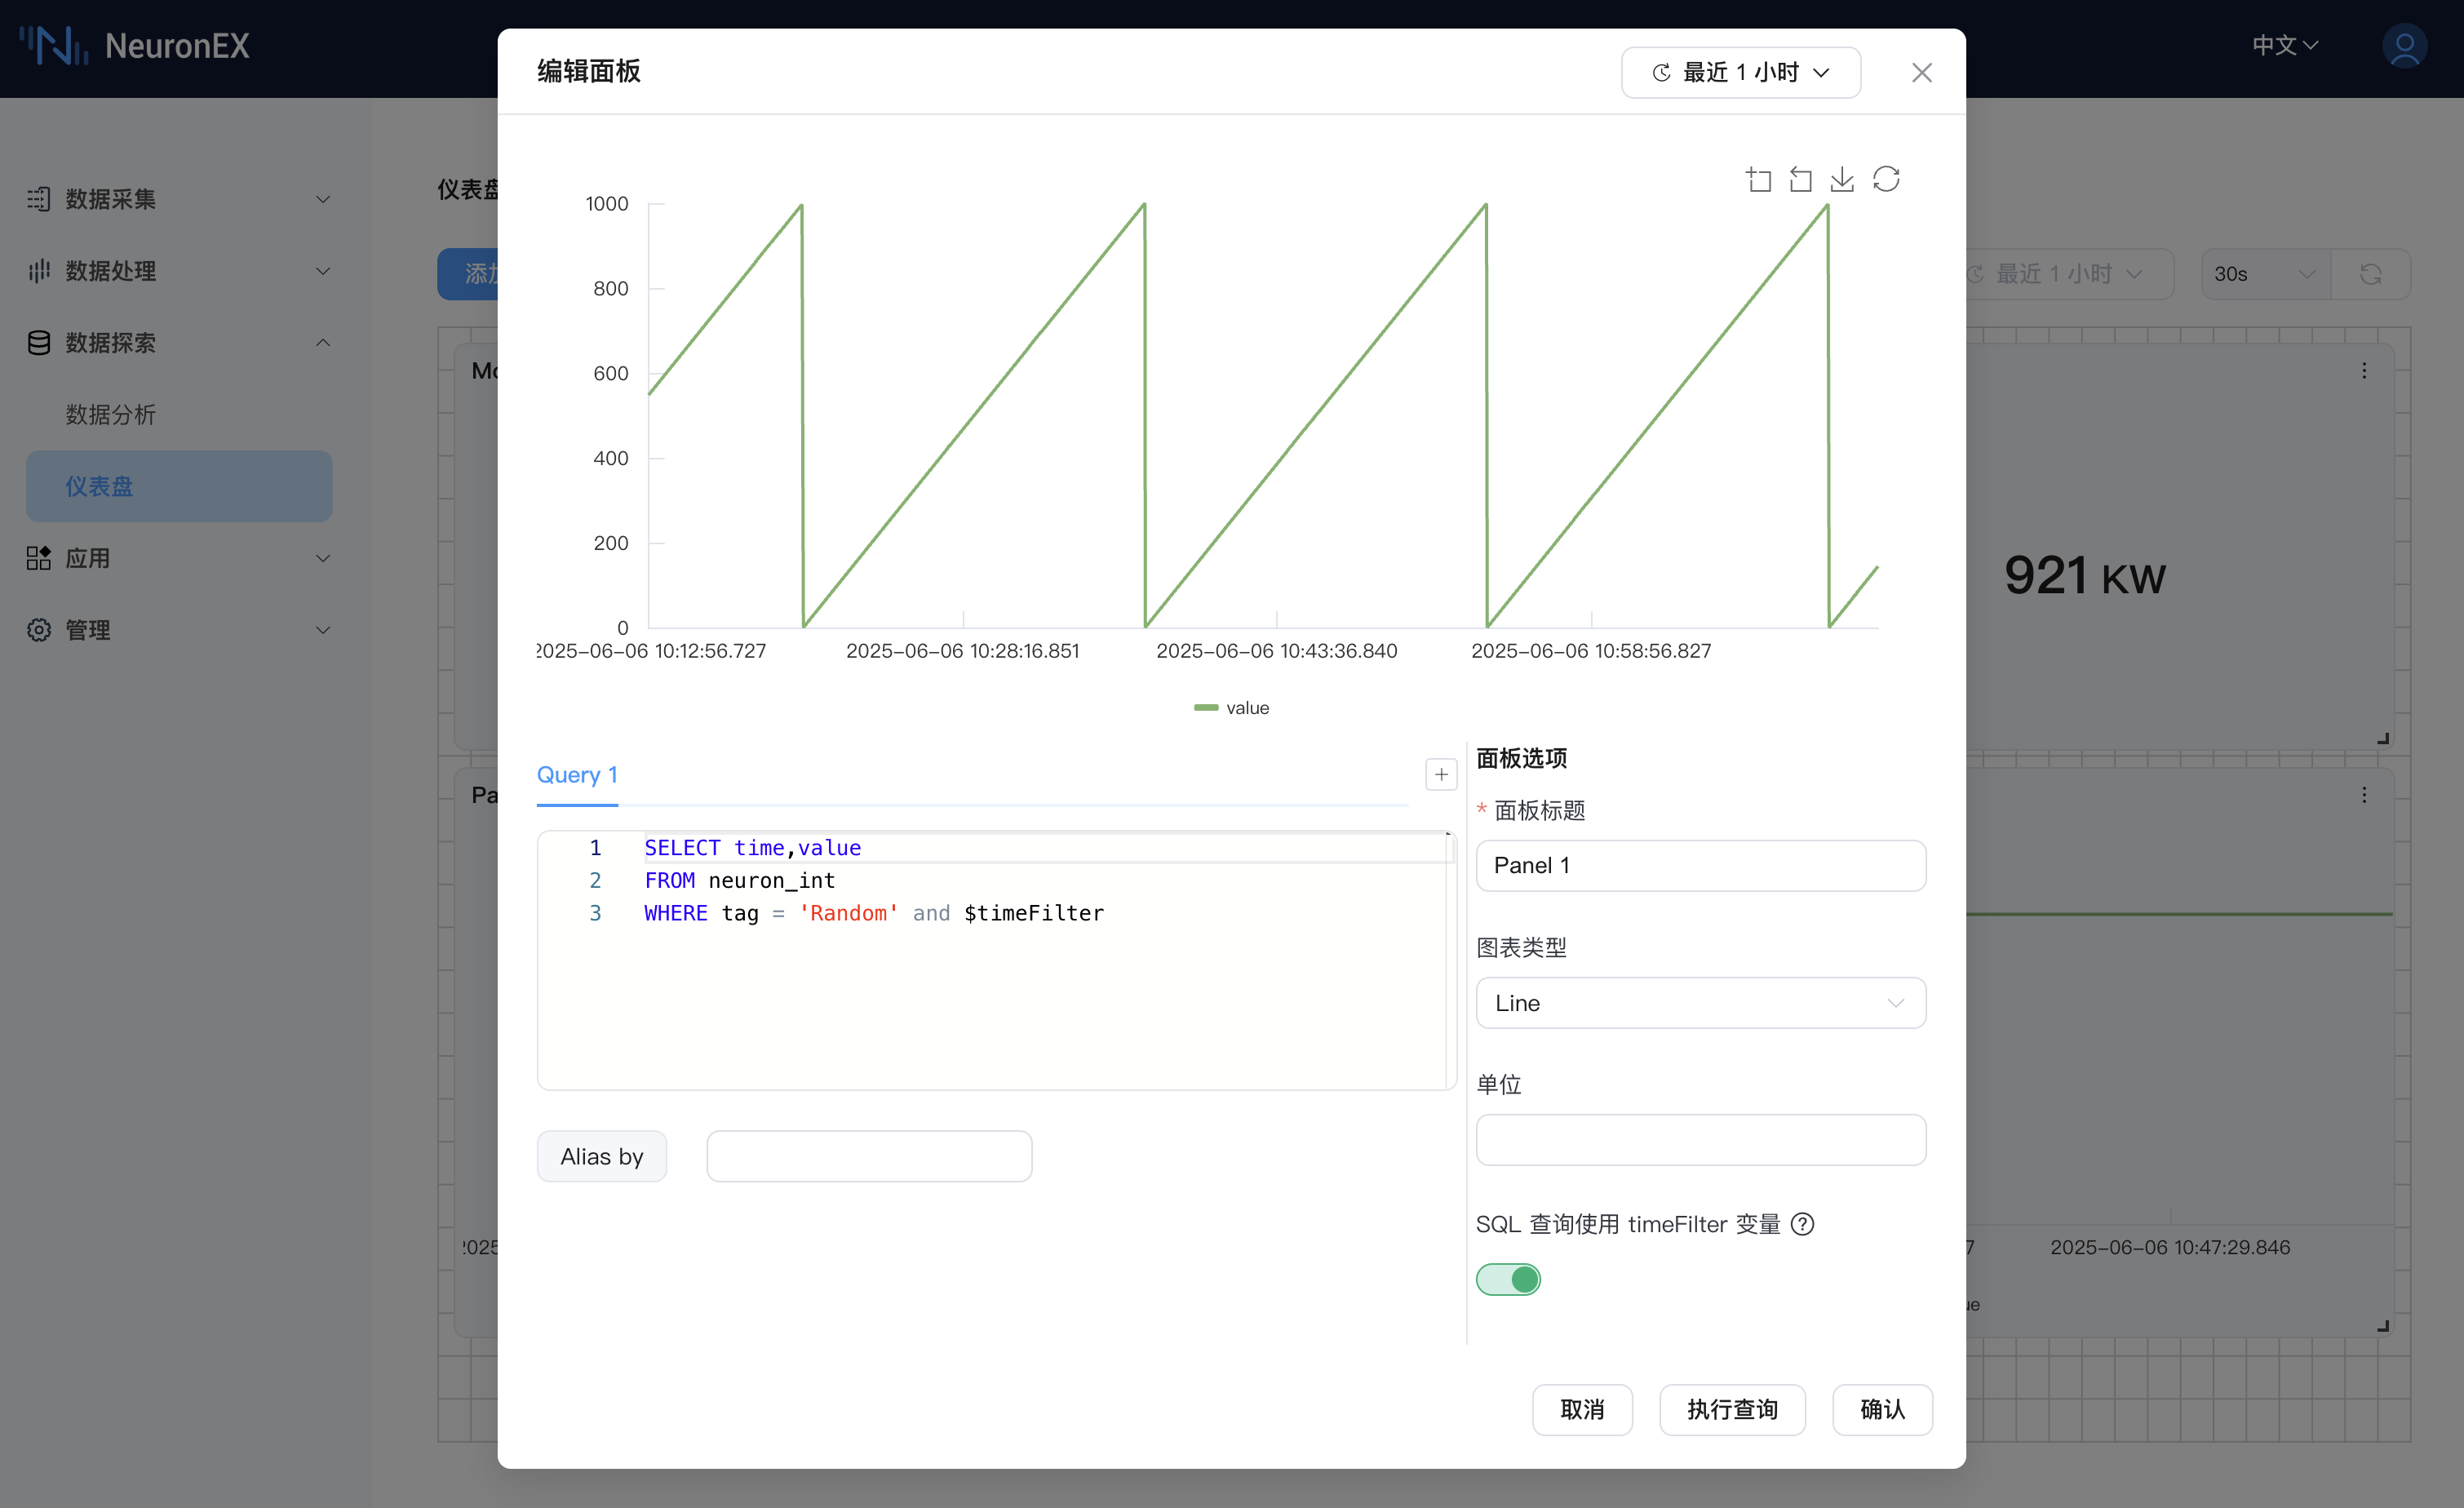 NeuronEX
中文
编辑面板
最近 1 小时
数据采集
数据处理
数据探索
数据分析
仪表盘
应用
管理
仪表盘
最近 1 小时
30s
921 KW
1000
800
600
400
200
0
2025-06-06 10:12:56.727
2025-06-06 10:28:16.851
2025-06-06 10:43:36.840
2025-06-06 10:58:56.827
value
Query 1
1 SELECT time,value
2 FROM neuron_int
3 WHERE tag = 'Random' and $timeFilter
Alias by
面板选项
* 面板标题
Panel 1
图表类型
Line
单位
SQL 查询使用 timeFilter 变量
取消
执行查询
确认
2025-06-06 10:47:29.846